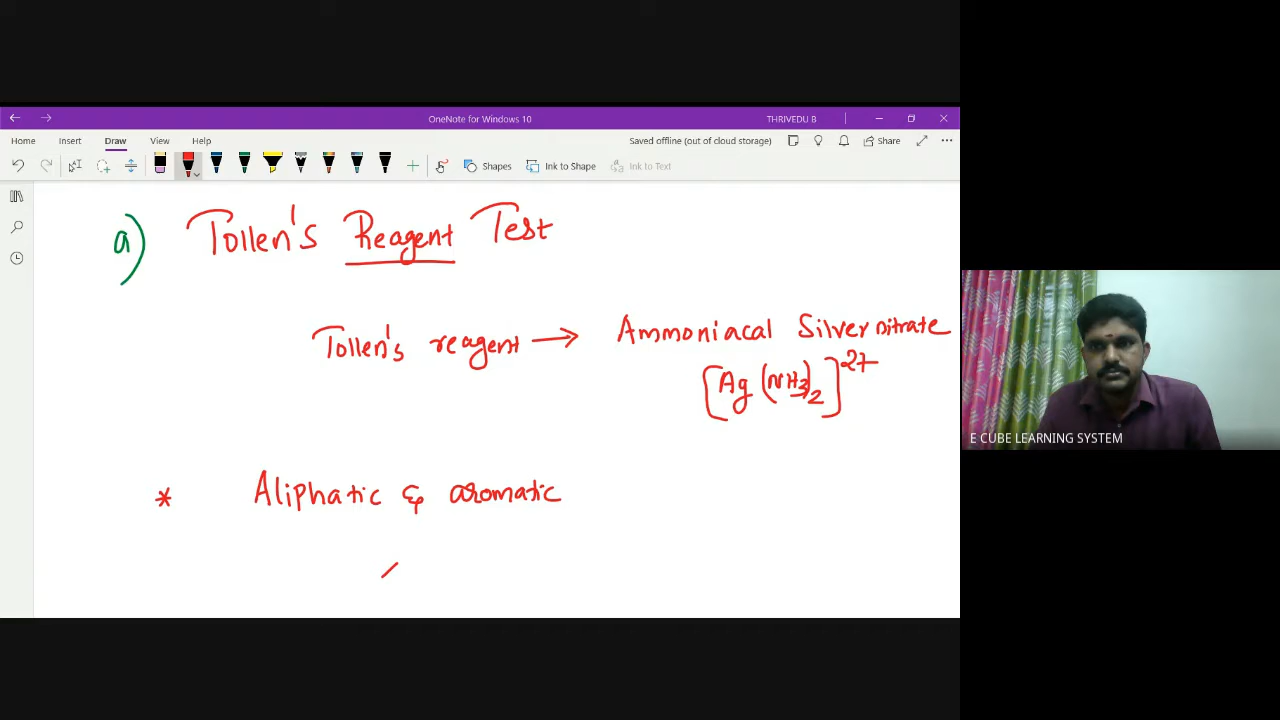 OneNote for Windows 10
THRIVEDU B
Home Insert Draw View Help
Saved offline (out of cloud storage)
Share
Shapes
Ink to Shape
Ink to Text
a) Tollen's Reagent Test
Tollen's reagent → Ammoniacal Silver nitrate
[Ag(NH3)2]2+
* Aliphatic & aromatic
E CUBE LEARNING SYSTEM